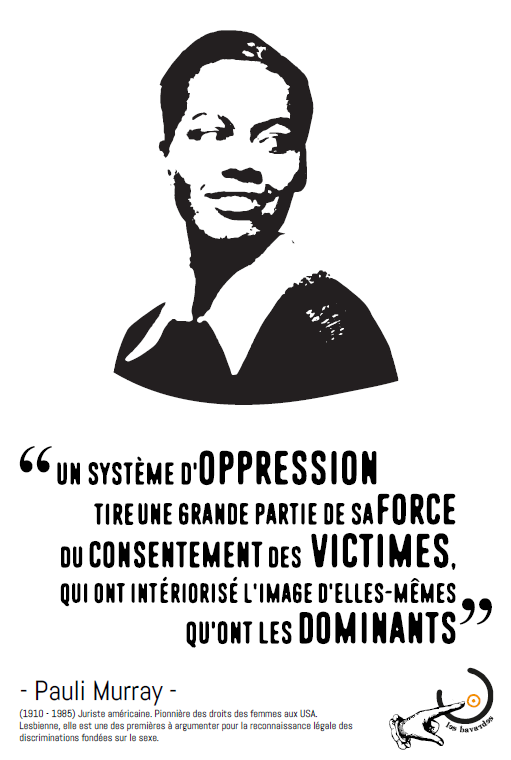 “UN SYSTÈME D'OPPRESSION
TIRE UNE GRANDE PARTIE DE SA FORCE
DU CONSENTEMENT DES VICTIMES,
QUI ONT INTÉRIORISÉ L'IMAGE D'ELLES-MÊMES
QU'ONT LES DOMINANTS”
- Pauli Murray -
(1910 - 1985) Juriste américaine. Pionnière des droits des femmes aux USA.
Lesbienne, elle est une des premières à argumenter pour la reconnaissance légale des
discriminations fondées sur le sexe.
los bavardos